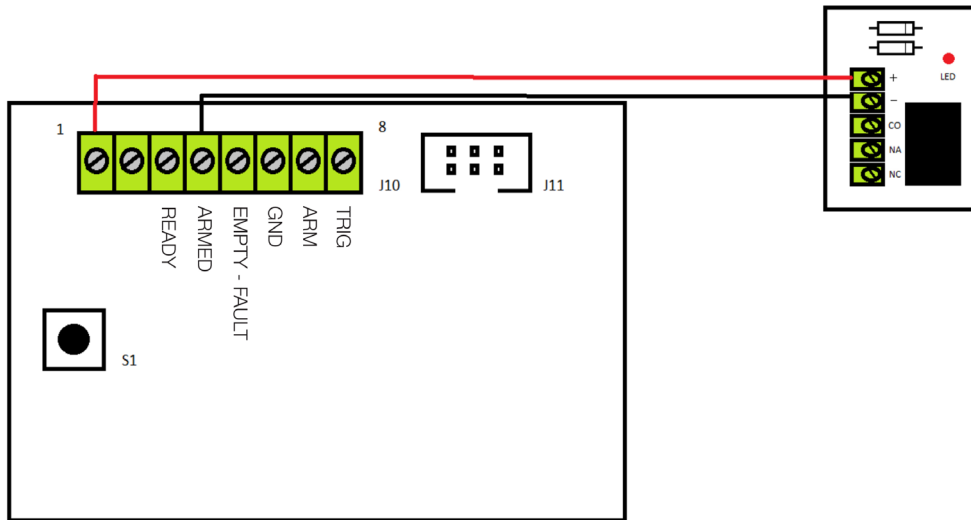 LED
+
−
CO
NA
NC
1
8
J10
J11
READY
ARMED
EMPTY - FAULT
GND
ARM
TRIG
S1